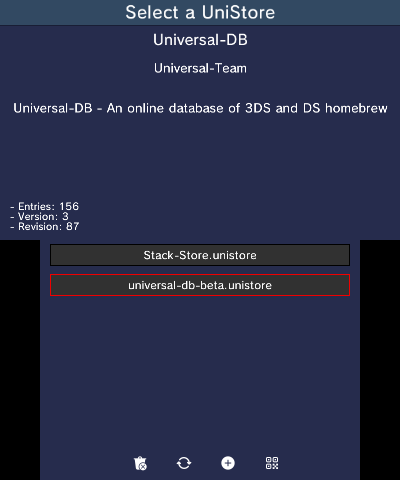 Select a UniStore
Universal-DB
Universal-Team
Universal-DB - An online database of 3DS and DS homebrew
- Entries: 156
- Version: 3
- Revision: 87
Stack-Store.unistore
universal-db-beta.unistore